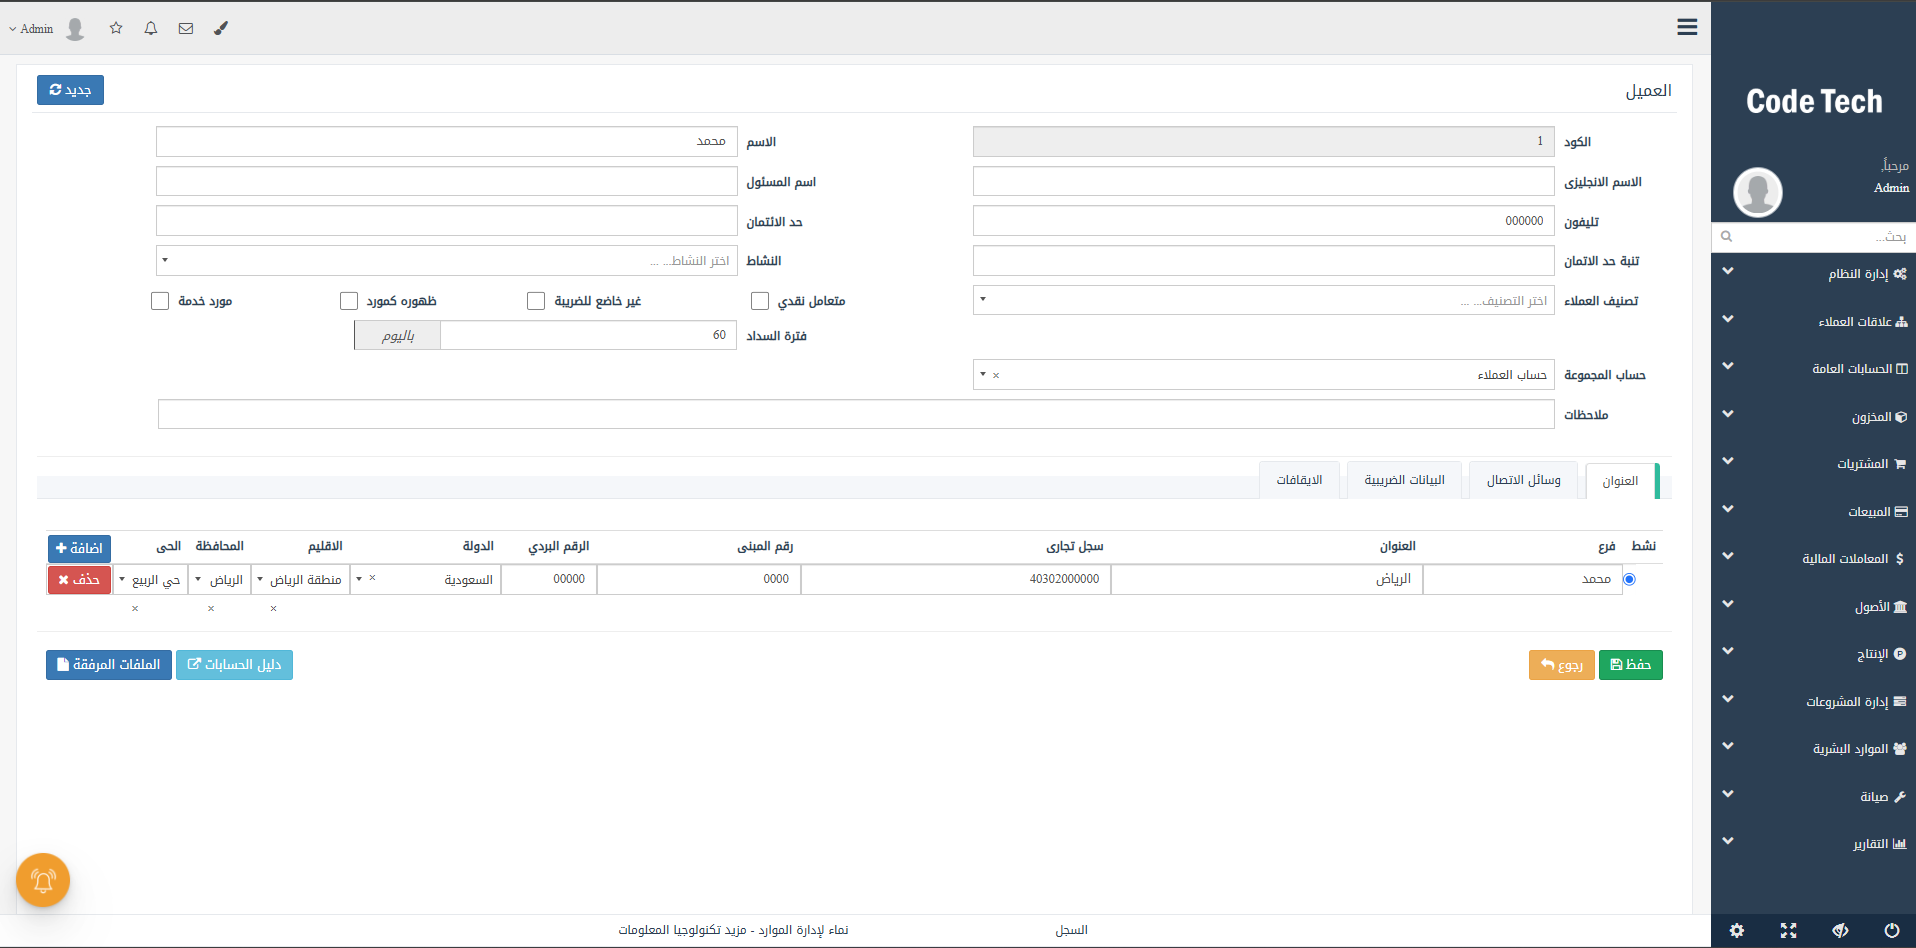 Admin
Code Tech
مرحباً,
Admin
بحث...
إدارة النظام
علاقات العملاء
الحسابات العامة
المخزون
المشتريات
المبيعات
المعاملات المالية
الأصول
الإنتاج
إدارة المشروعات
الموارد البشرية
صيانة
التقارير
العميل
جديد
الكود 1
الاسم محمد
الاسم الانجليزى
اسم المسئول
تليفون 000000
حد الائتمان
تنبة حد الاتمان
النشاط اختر النشاط... ...
تصنيف العملاء اختر التصنيف... ...
متعامل نقدي
غير خاضع للضريبة
ظهوره كمورد
مورد خدمة
فترة السداد 60 باليوم
حساب المجموعة حساب العملاء ×
ملاحظات
العنوان وسائل الاتصال البيانات الضريبية الايقافات
نشط فرع العنوان سجل تجارى رقم المبنى الرقم البردي الدولة الاقليم المحافظة الحى اضافة
محمد الرياض 40302000000 0000 00000 السعودية × منطقة الرياض الرياض حي الربيع حذف
× × ×
حفظ رجوع دليل الحسابات الملفات المرفقة
السجل نماء لإدارة الموارد - مزيد تكنولوجيا المعلومات